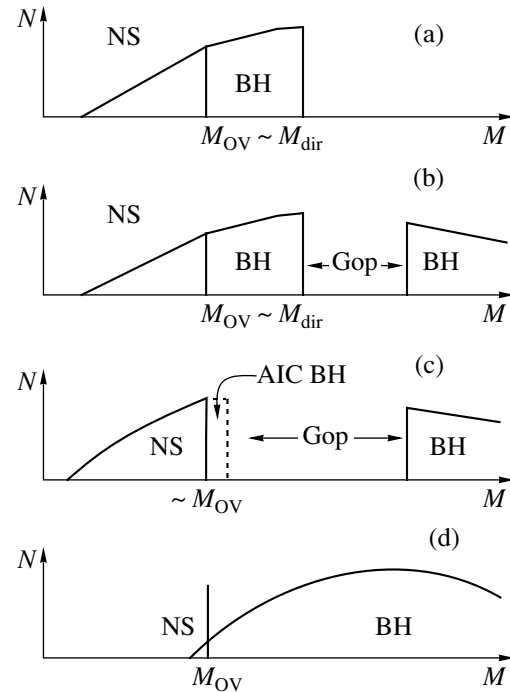 N
NS
(a)
BH
M_OV ~ M_dir
M
(b)
N
NS
BH
Gop
BH
M_OV ~ M_dir
M
(c)
N
AIC BH
NS
Gop
BH
~ M_OV
M
(d)
N
NS
BH
M_OV
M